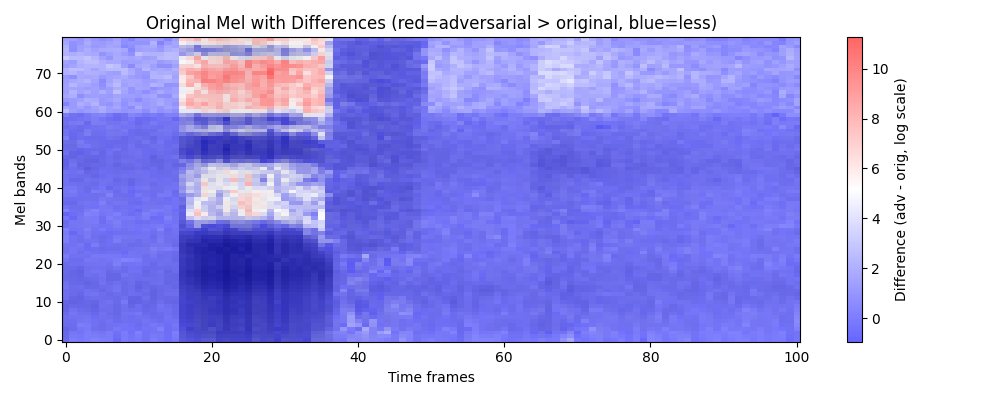 Original Mel with Differences (red=adversarial > original, blue=less)
Mel bands
70
60
50
40
30
20
10
0
0 20 40 60 80 100
Time frames
10
8
6
4
2
0
Difference (adv - orig, log scale)